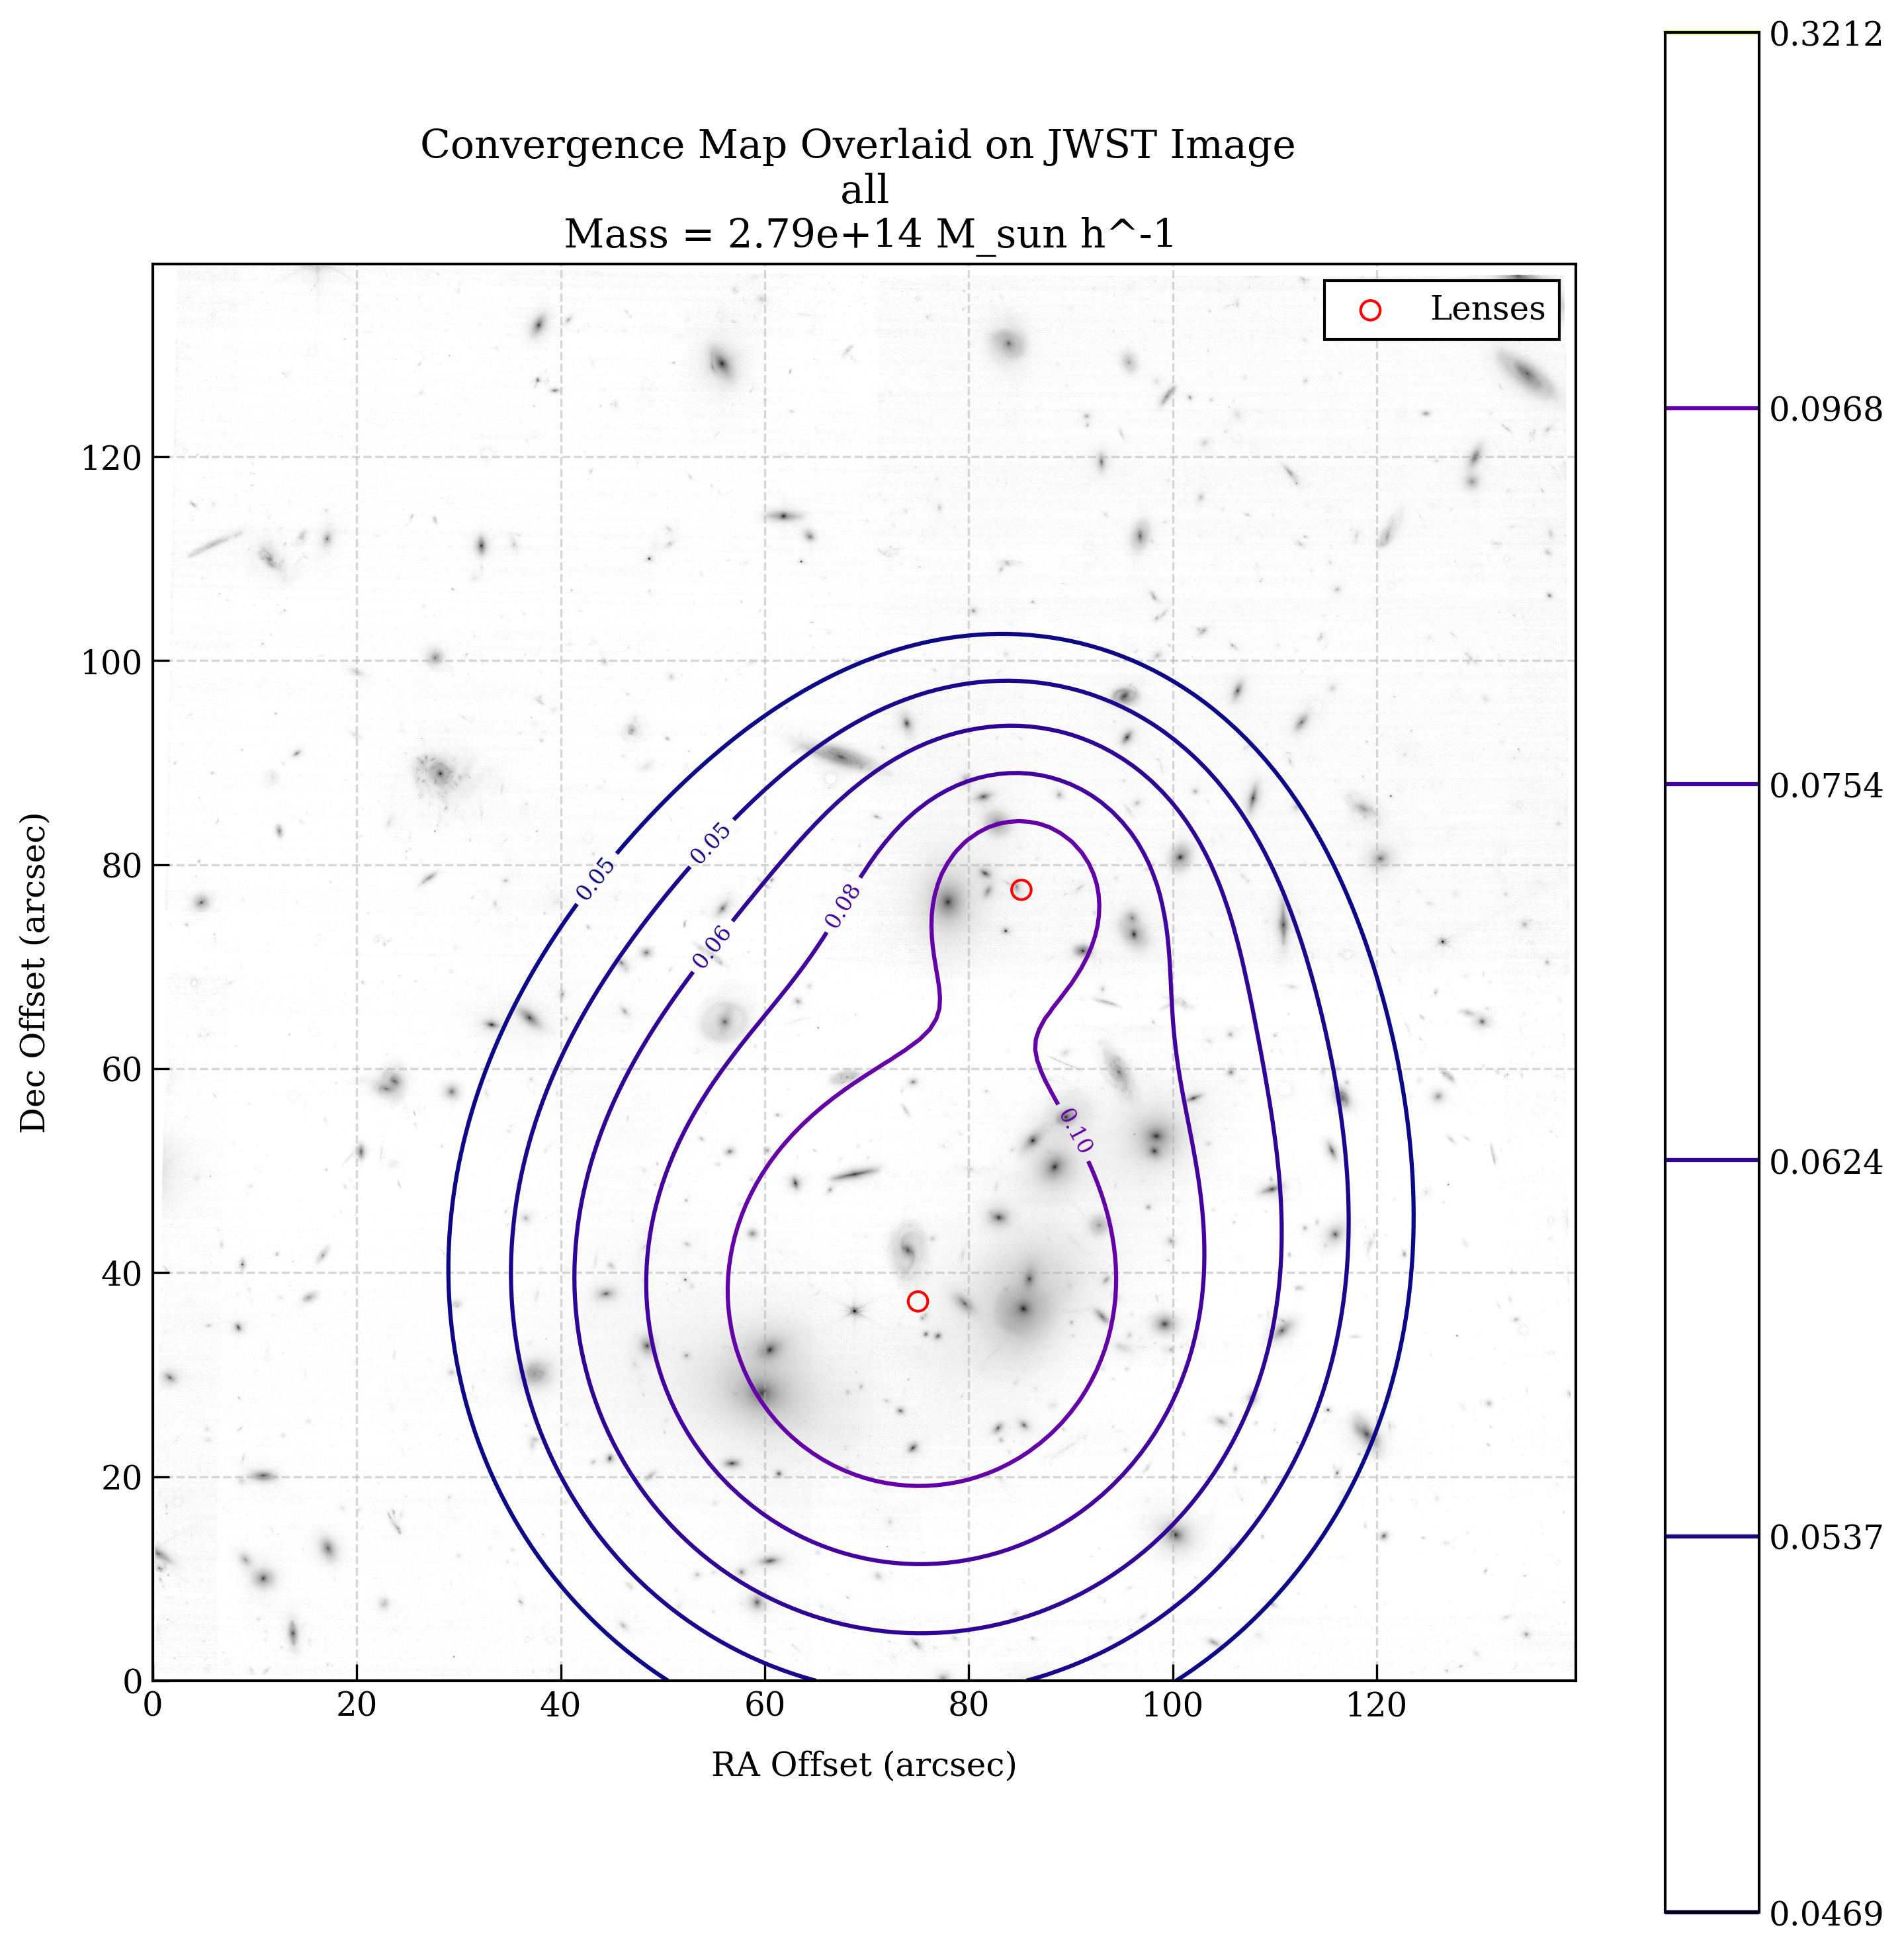 Convergence Map Overlaid on JWST Image
all
Mass = 2.79e+14 M_sun h^-1
Lenses
0.3212
0.0968
0.0754
0.0624
0.0537
0.0469
Dec Offset (arcsec)
120
100
80
60
40
20
0
0.05
0.05
0.06
0.08
0.10
0 20 40 60 80 100 120
RA Offset (arcsec)